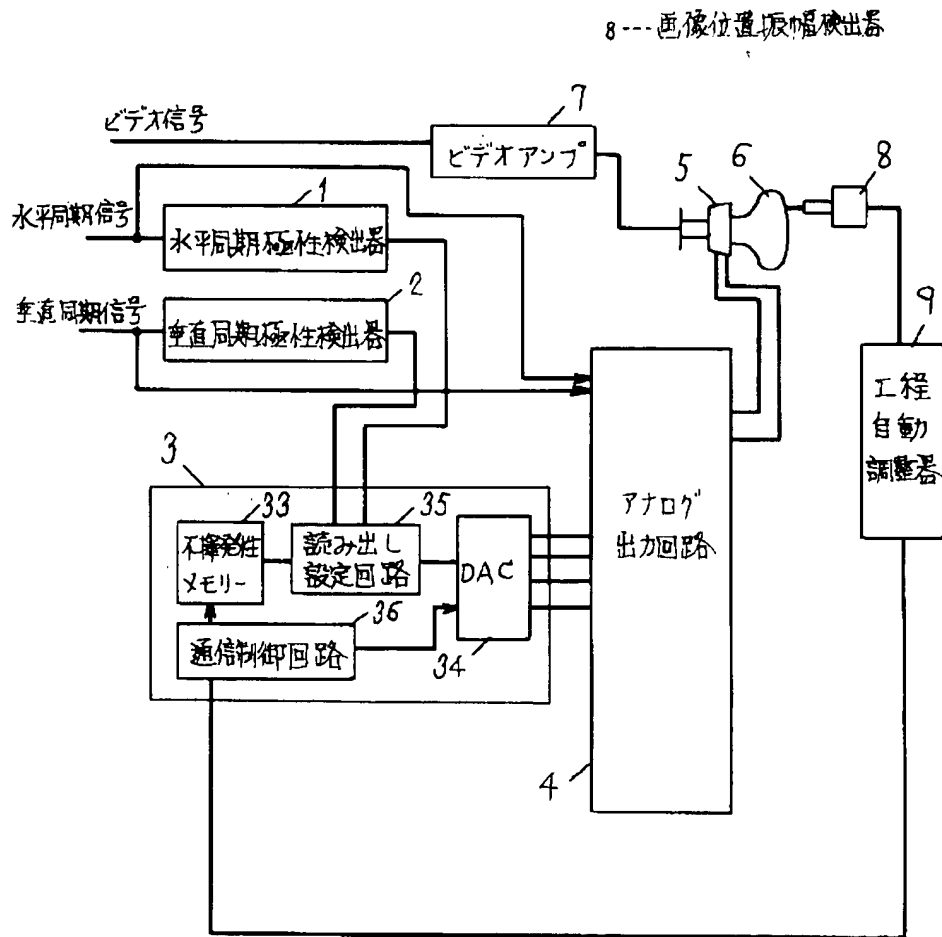 8---画像位置振幅検出器
7
ビデオ信号
ビデオアンプ
5
6
8
1
水平同期信号
水平同期極性検出器
2
垂直同期信号
垂直同期極性検出器
9
工程
自動
調整器
3
33
35
不揮発性
メモリー
読み出し
設定回路
DAC
アナログ
出力回路
36
通信制御回路
34
4